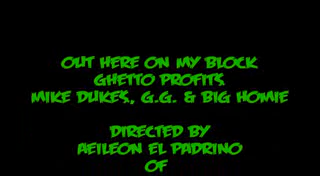 OUT HERE ON MY BLOCK
GHETTO PROFITS
MIKE DUKES, G.G. & BIG HOMIE
DIRECTED BY
AEILEON EL PADRINO
OF